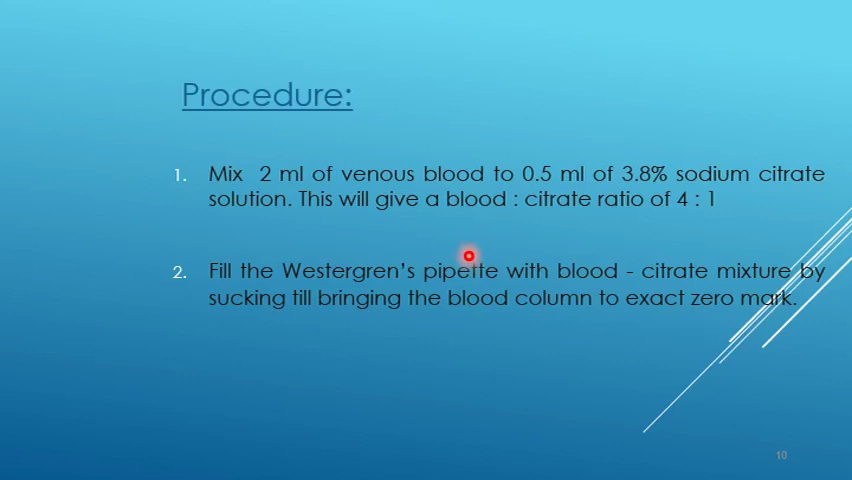 Procedure:
1. Mix 2 ml of venous blood to 0.5 ml of 3.8% sodium citrate
solution. This will give a blood : citrate ratio of 4 : 1
2. Fill the Westergren's pipette with blood - citrate mixture by
sucking till bringing the blood column to exact zero mark.
10